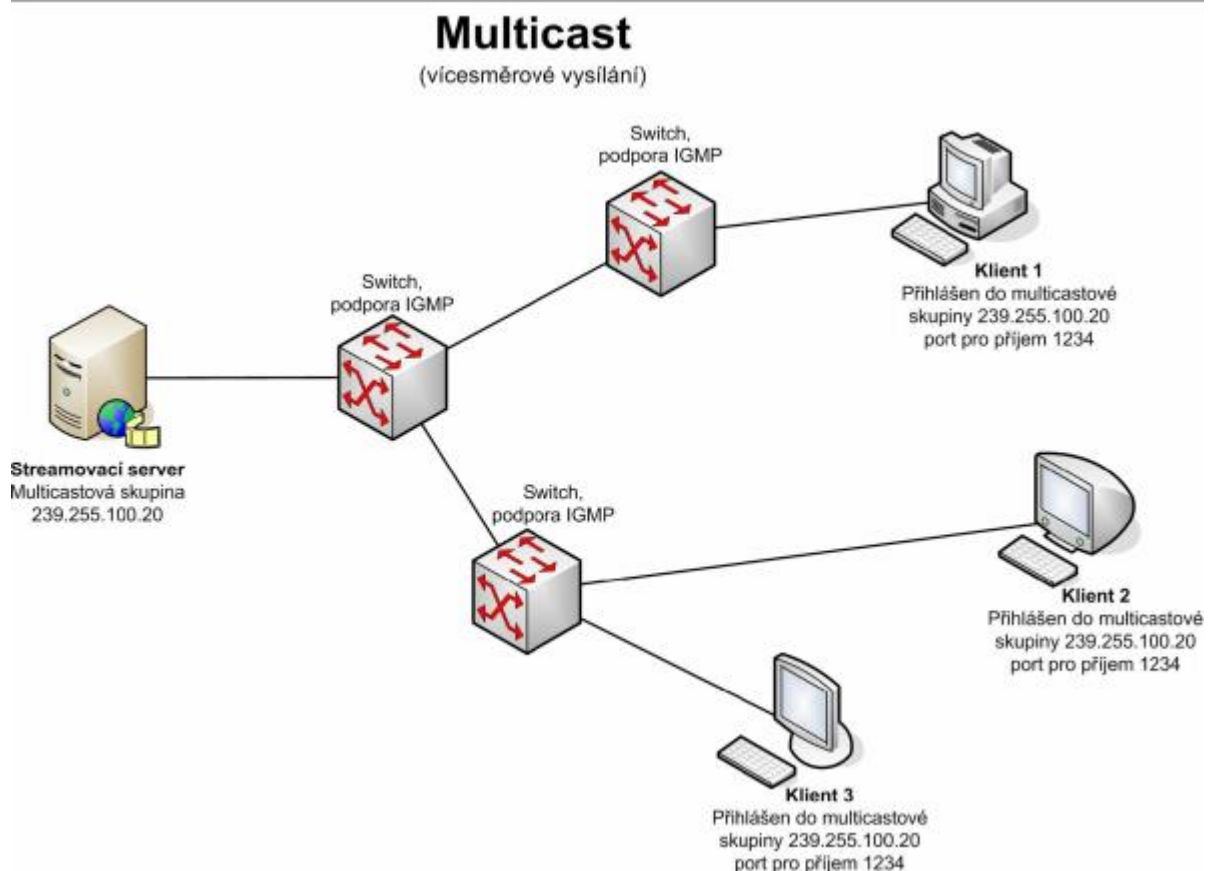 Multicast
(vícesměrové vysílání)
Switch,
podpora IGMP
Klient 1
Přihlášen do multicastové
skupiny 239.255.100.20
port pro příjem 1234
Switch,
podpora IGMP
Streamovací server
Multicastová skupina
239.255.100.20
Switch,
podpora IGMP
Klient 2
Přihlášen do multicastové
skupiny 239.255.100.20
port pro příjem 1234
Klient 3
Přihlášen do multicastové
skupiny 239.255.100.20
port pro příjem 1234